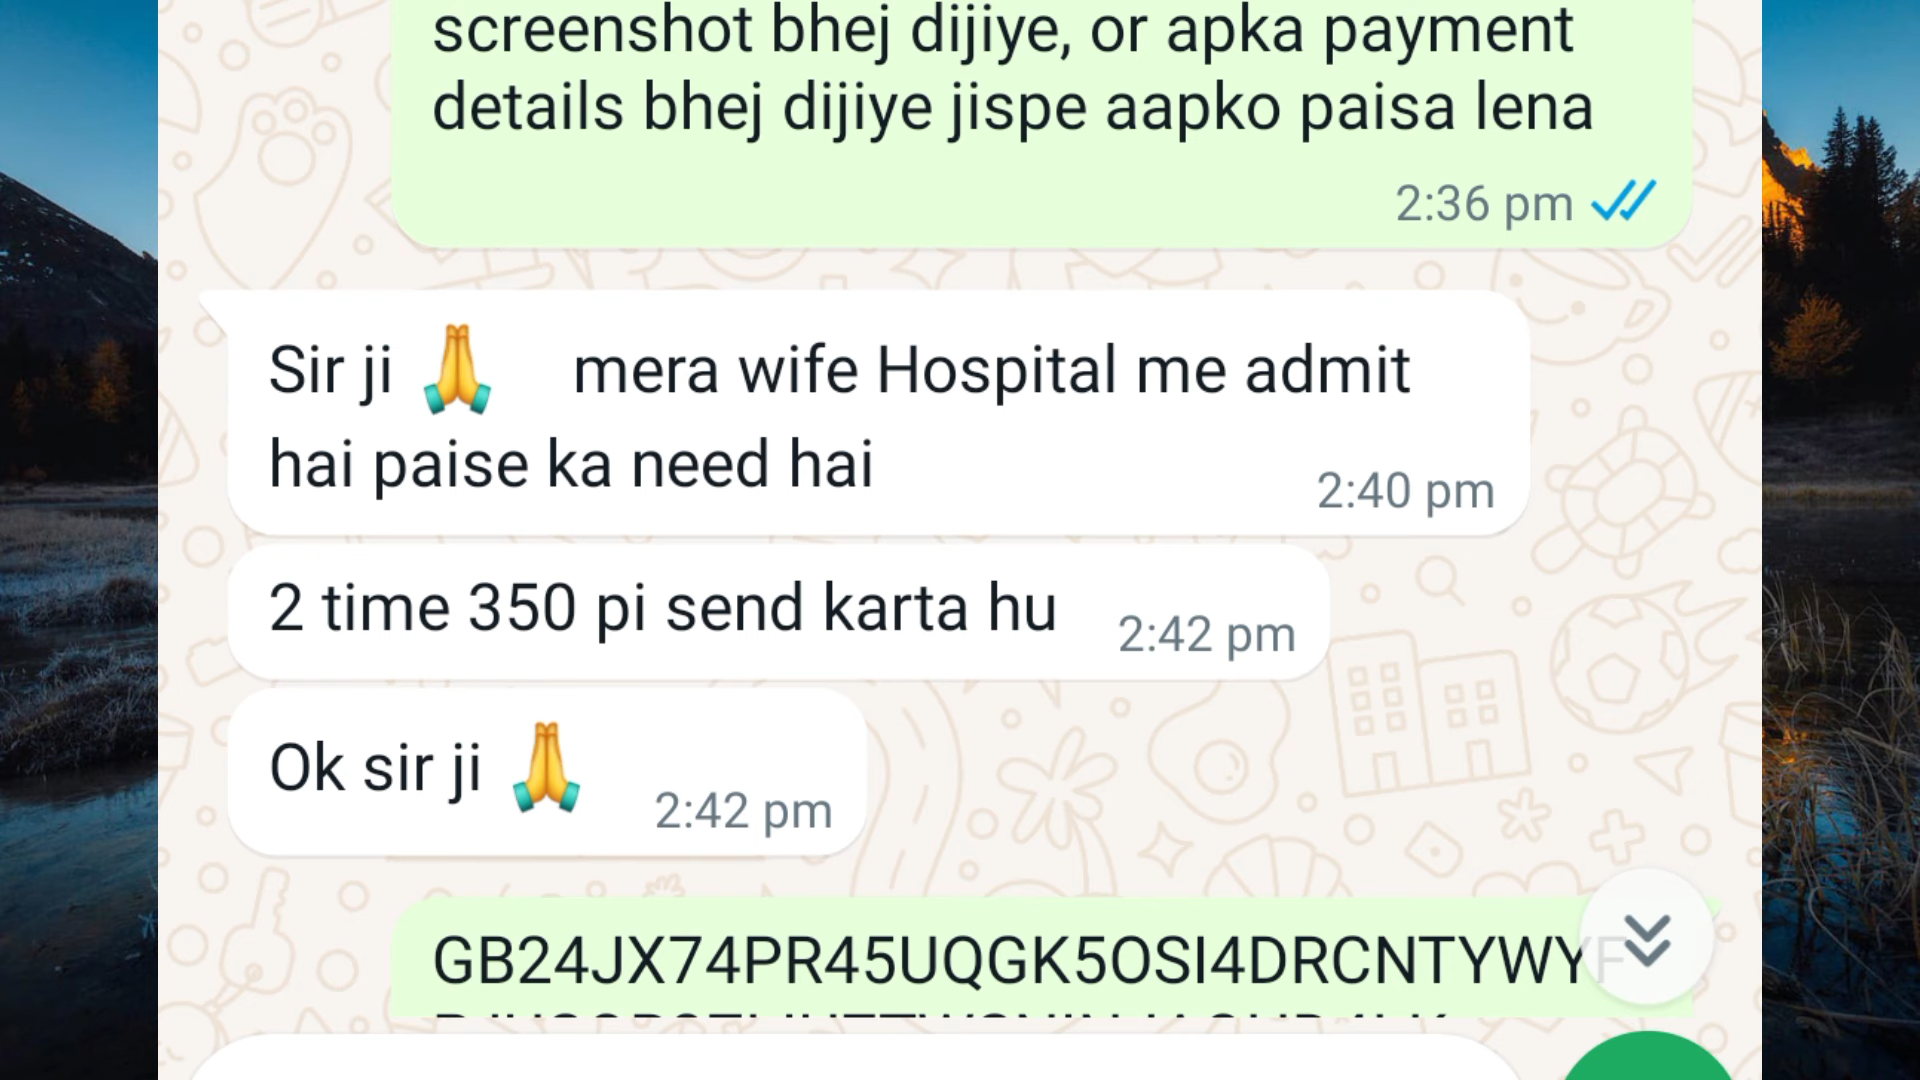 screenshot bhej dijiye, or apka payment
details bhej dijiye jispe aapko paisa lena
2:36 pm
Sir ji 🙏 mera wife Hospital me admit
hai paise ka need hai
2:40 pm
2 time 350 pi send karta hu
2:42 pm
Ok sir ji 🙏
2:42 pm
GB24JX74PR45UQGK5OSI4DRCNTYWYF